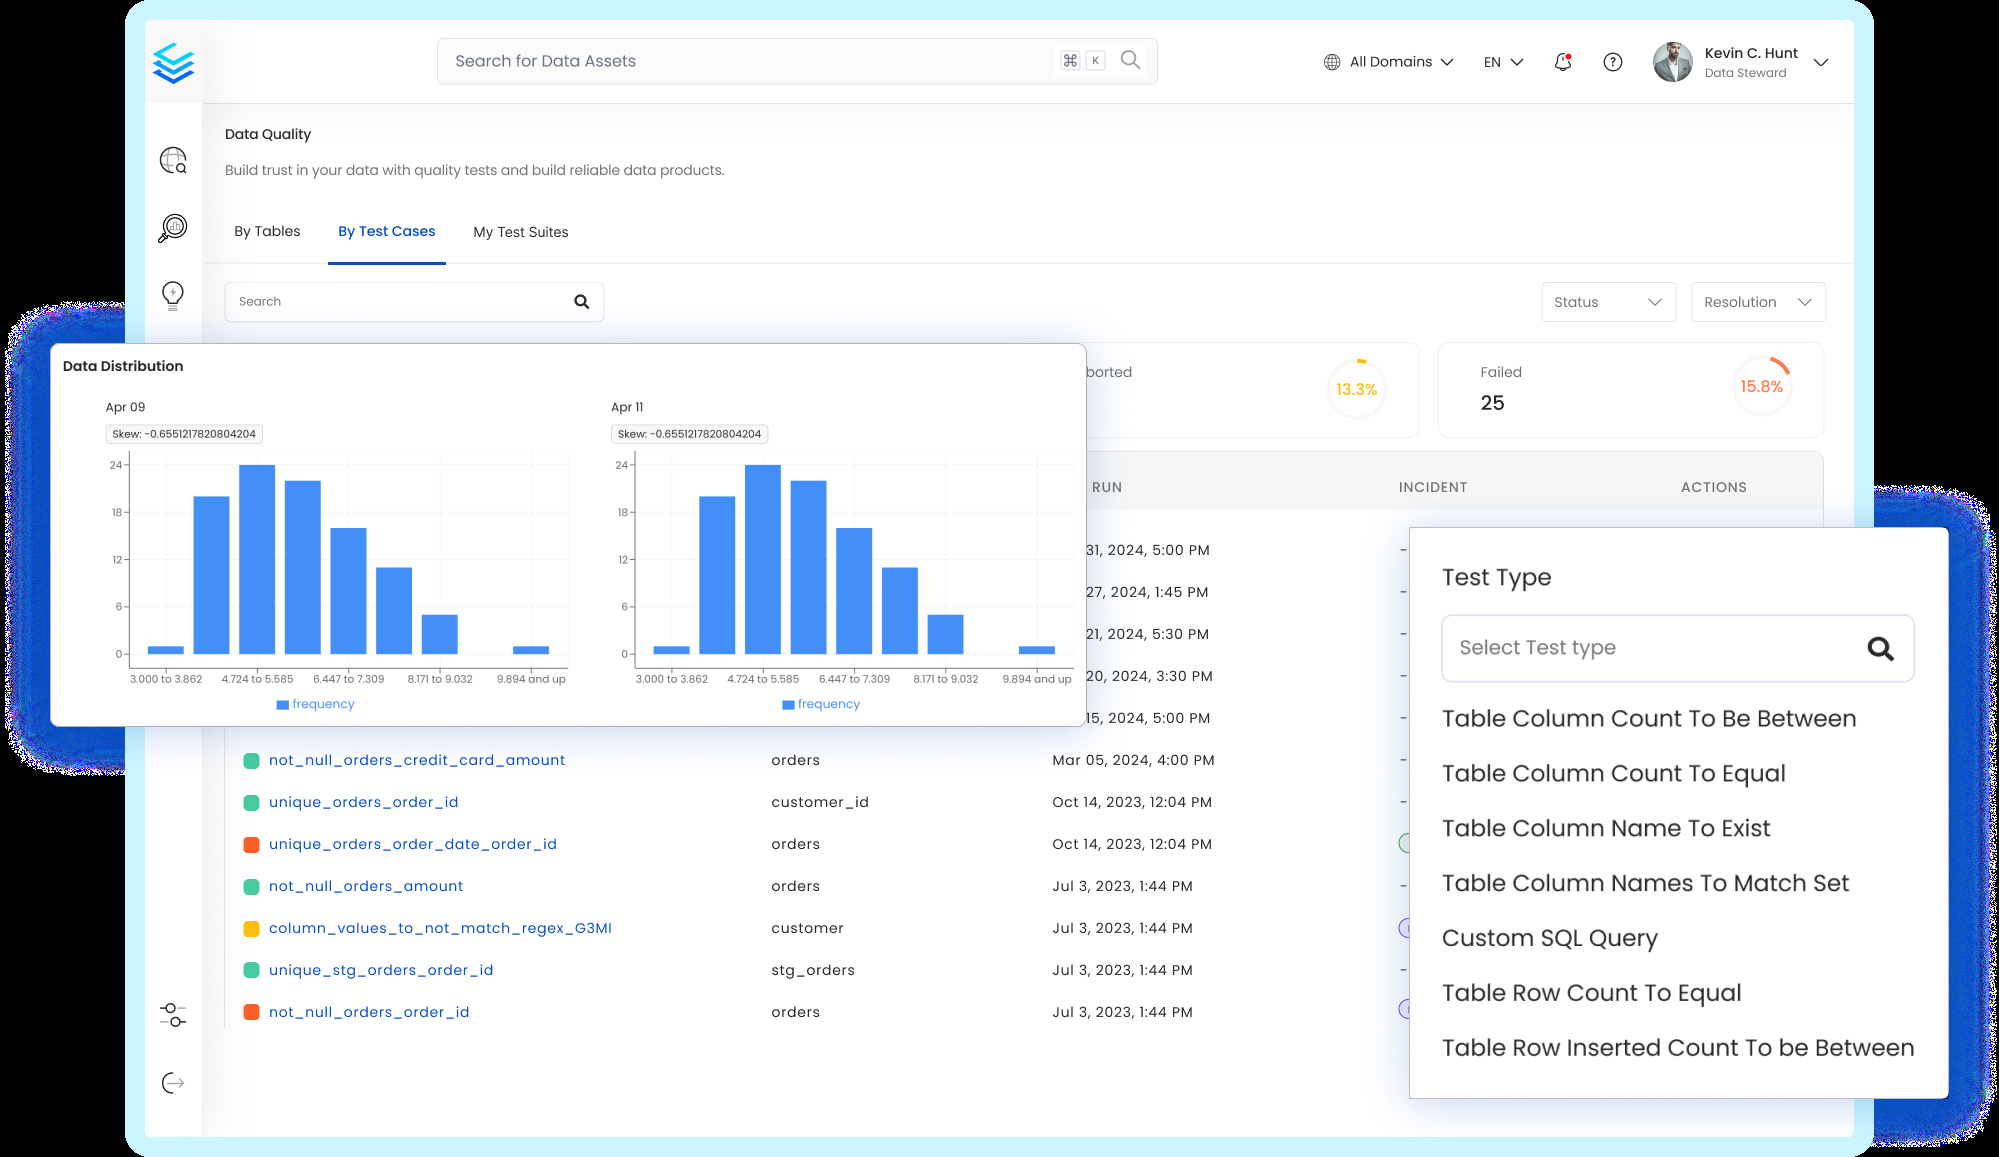 Search for Data Assets
⌘ K
All Domains
EN
Kevin C. Hunt
Data Steward
Data Quality
Build trust in your data with quality tests and build reliable data products.
By Tables
By Test Cases
My Test Suites
Search
Status
Resolution
Data Distribution
Apr 09
Skew: -0.6551217820804204
24
18
12
6
0
3.000 to 3.862
4.724 to 5.585
6.447 to 7.309
8.171 to 9.032
9.894 and up
frequency
Apr 11
Skew: -0.6551217820804204
24
18
12
6
0
3.000 to 3.862
4.724 to 5.585
6.447 to 7.309
8.171 to 9.032
9.894 and up
frequency
borted
13.3%
Failed
25
15.8%
RUN INCIDENT ACTIONS
31, 2024, 5:00 PM --
27, 2024, 1:45 PM
21, 2024, 5:30 PM
20, 2024, 3:30 PM
15, 2024, 5:00 PM
not_null_orders_credit_card_amount orders Mar 05, 2024, 4:00 PM
unique_orders_order_id customer_id Oct 14, 2023, 12:04 PM
unique_orders_order_date_order_id orders Oct 14, 2023, 12:04 PM
not_null_orders_amount orders Jul 3, 2023, 1:44 PM
column_values_to_not_match_regex_G3MI customer Jul 3, 2023, 1:44 PM
unique_stg_orders_order_id stg_orders Jul 3, 2023, 1:44 PM
not_null_orders_order_id orders Jul 3, 2023, 1:44 PM
Test Type
Select Test type
Table Column Count To Be Between
Table Column Count To Equal
Table Column Name To Exist
Table Column Names To Match Set
Custom SQL Query
Table Row Count To Equal
Table Row Inserted Count To be Between